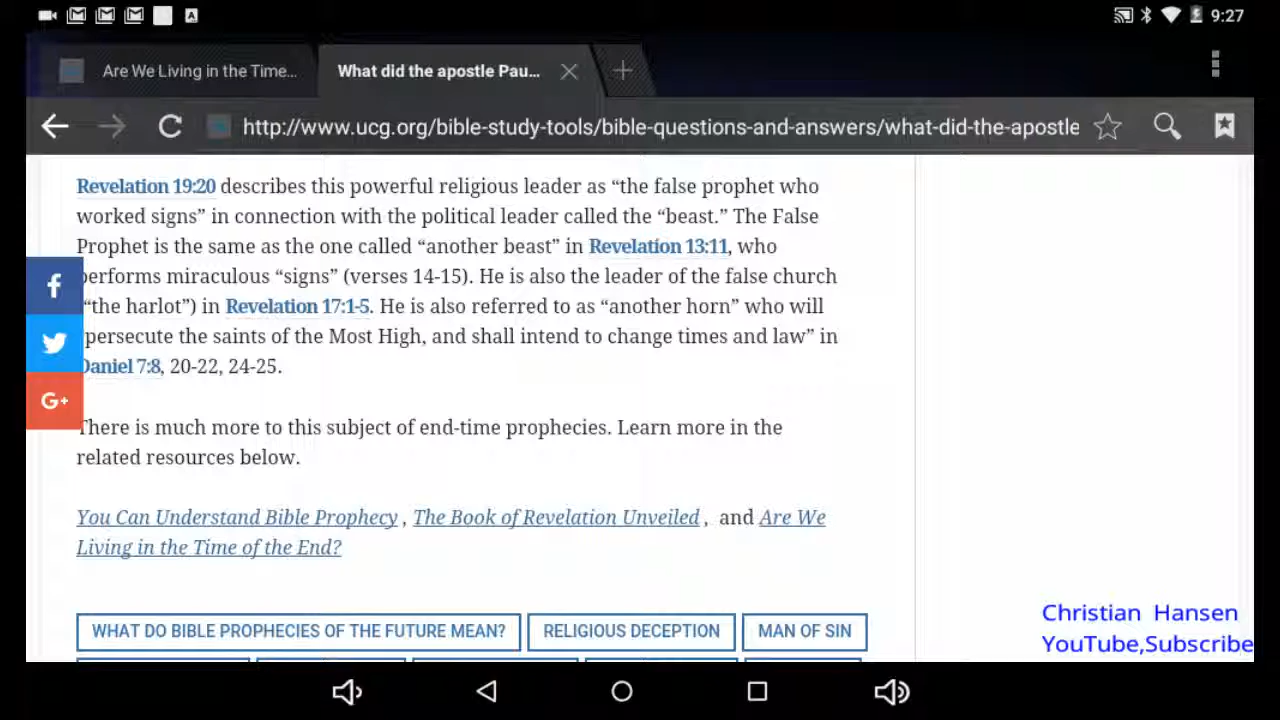 9:27
Are We Living in the Time...
What did the apostle Pau...
http://www.ucg.org/bible-study-tools/bible-questions-and-answers/what-did-the-apostle
Revelation 19:20 describes this powerful religious leader as “the false prophet who
worked signs” in connection with the political leader called the “beast.” The False
Prophet is the same as the one called “another beast” in Revelation 13:11, who
performs miraculous “signs” (verses 14-15). He is also the leader of the false church
“the harlot”) in Revelation 17:1-5. He is also referred to as “another horn” who will
persecute the saints of the Most High, and shall intend to change times and law” in
Daniel 7:8, 20-22, 24-25.
G+
There is much more to this subject of end-time prophecies. Learn more in the
related resources below.
You Can Understand Bible Prophecy , The Book of Revelation Unveiled , and Are We
Living in the Time of the End?
WHAT DO BIBLE PROPHECIES OF THE FUTURE MEAN? RELIGIOUS DECEPTION MAN OF SIN
Christian Hansen
YouTube,Subscribe